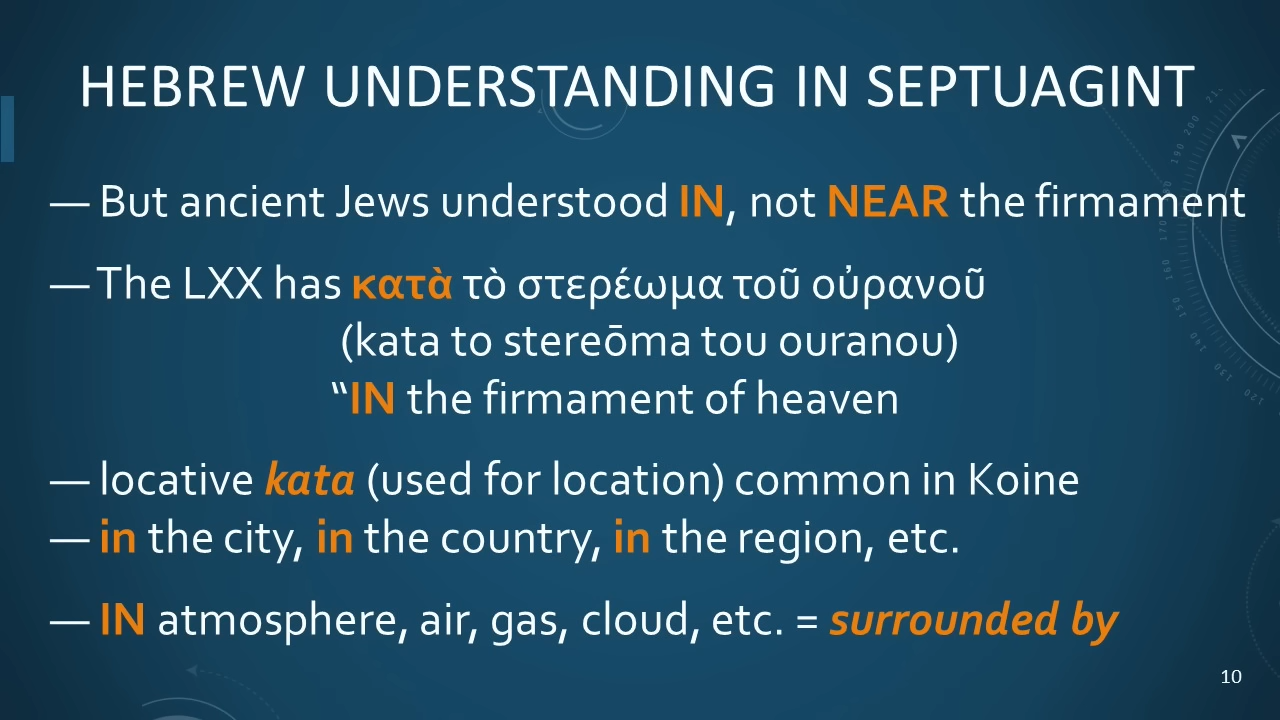 HEBREW UNDERSTANDING IN SEPTUAGINT
— But ancient Jews understood IN, not NEAR the firmament
— The LXX has κατὰ τὸ στερέωμα τοῦ οὐρανοῦ
(kata to stereōma tou ouranou)
“IN the firmament of heaven
— locative kata (used for location) common in Koine
— in the city, in the country, in the region, etc.
— IN atmosphere, air, gas, cloud, etc. = surrounded by
10